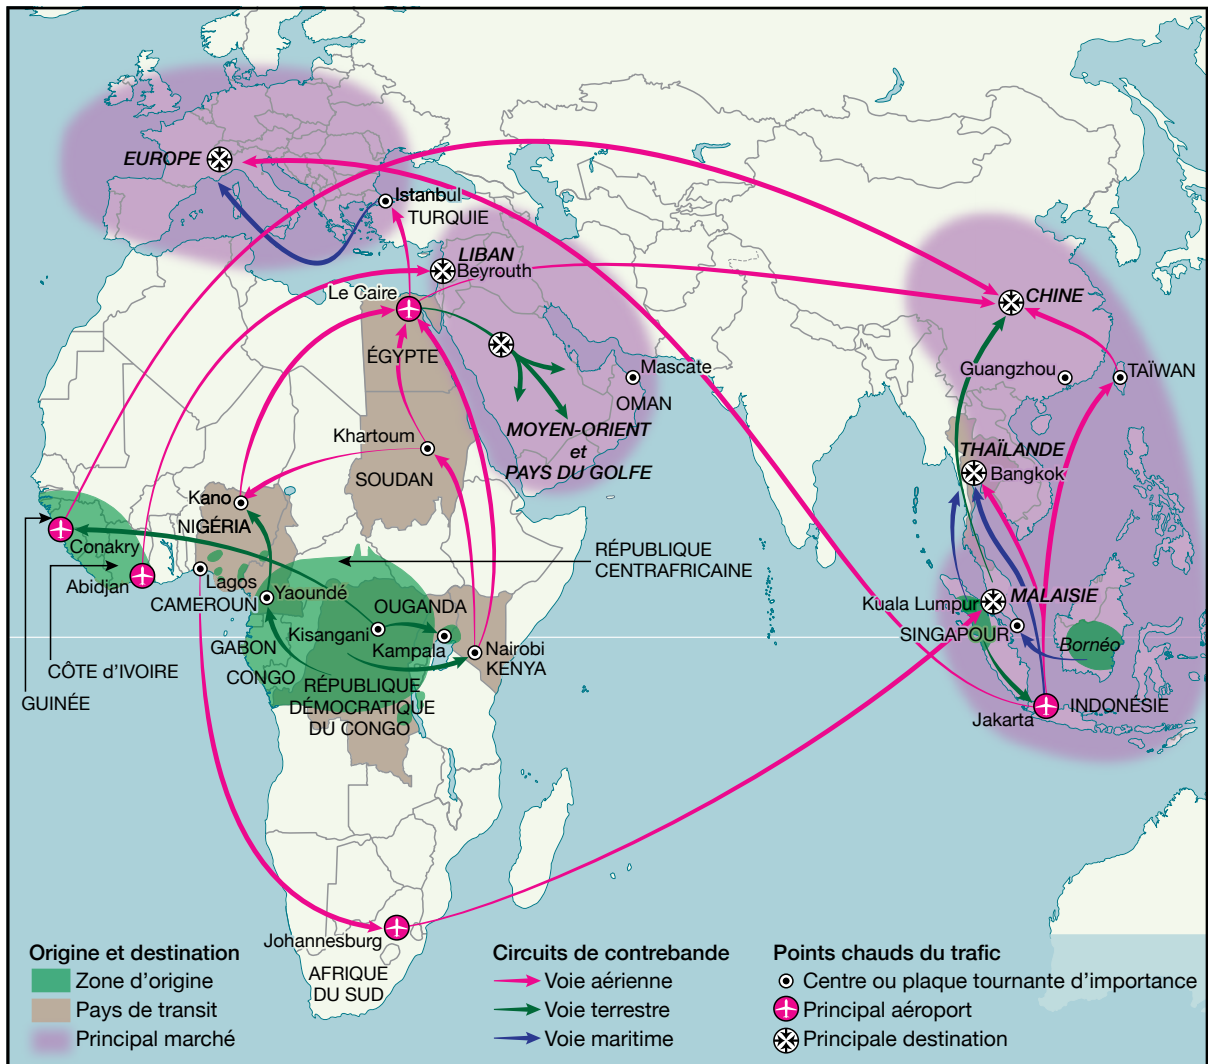 EUROPE
Istanbul
TURQUIE
LIBAN
Beyrouth
Le Caire
ÉGYPTE
CHINE
Mascate
OMAN
Guangzhou
TAÏWAN
MOYEN-ORIENT
et
PAYS DU GOLFE
Khartoum
SOUDAN
THAÏLANDE
Bangkok
Kano
NIGÉRIA
Conakry
Abidjan
Lagos
CAMEROUN
Yaoundé
RÉPUBLIQUE
CENTRAFRICAINE
OUGANDA
Kisangani
Kampala
Nairobi
KENYA
GABON
CONGO
RÉPUBLIQUE
DÉMOCRATIQUE
DU CONGO
CÔTE d'IVOIRE
GUINÉE
Kuala Lumpur
MALAISIE
SINGAPOUR
Bornéo
Jakarta
INDONÉSIE
Johannesburg
AFRIQUE
DU SUD
Origine et destination
Zone d'origine
Pays de transit
Principal marché
Circuits de contrebande
Voie aérienne
Voie terrestre
Voie maritime
Points chauds du trafic
Centre ou plaque tournante d'importance
Principal aéroport
Principale destination